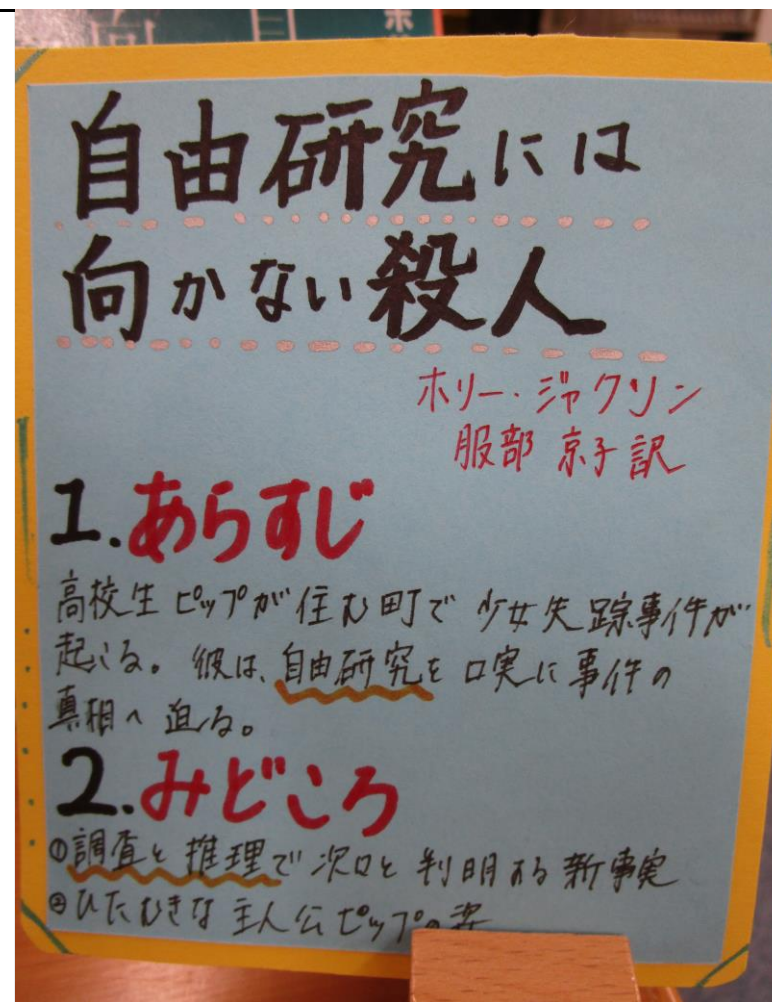 自由研究には
向かない殺人
ホリー・ジャクソン
服部 京子 訳
1.あらすじ
高校生ピップが住む町で少女失踪事件が
起こる。彼は、自由研究を口実に事件の
真相へ迫る。
2.みどころ
①調査と推理で次々と判明する新事実
②ひたむきな主人公ピップの姿